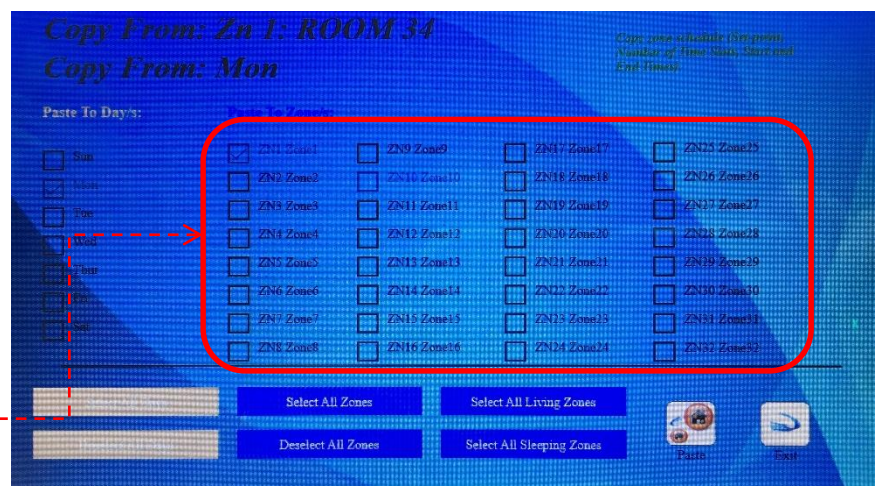 Copy From: Zn 1: ROOM 34
Copy From: Mon
Copy zone schedule (Set point,
Number of Time Slots, Start and
End Times).
Paste To Day/s:
Paste To Zone/s:
Sun
Mon
Tue
Wed
Thur
Fri
Sat
ZN1 Zone1
ZN2 Zone2
ZN3 Zone3
ZN4 Zone4
ZN5 Zone5
ZN6 Zone6
ZN7 Zone7
ZN8 Zone8
ZN9 Zone9
ZN10 Zone10
ZN11 Zone11
ZN12 Zone12
ZN13 Zone13
ZN14 Zone14
ZN15 Zone15
ZN16 Zone16
ZN17 Zone17
ZN18 Zone18
ZN19 Zone19
ZN20 Zone20
ZN21 Zone21
ZN22 Zone22
ZN23 Zone23
ZN24 Zone24
ZN25 Zone25
ZN26 Zone26
ZN27 Zone27
ZN28 Zone28
ZN29 Zone29
ZN30 Zone30
ZN31 Zone31
ZN32 Zone32
Select All Zones
Select All Living Zones
Deselect All Zones
Select All Sleeping Zones
Paste
Exit